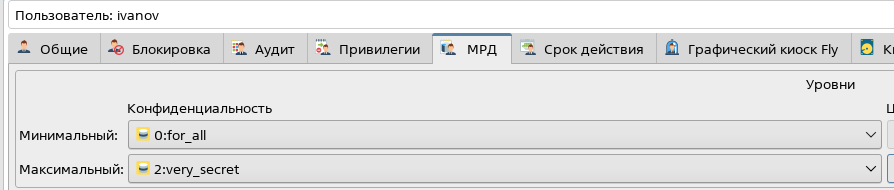 Пользователь: ivanov
Общие Блокировка Аудит Привилегии МРД Срок действия Графический киоск Fly
Уровни
Конфиденциальность
Минимальный: 0:for_all
Максимальный: 2:very_secret